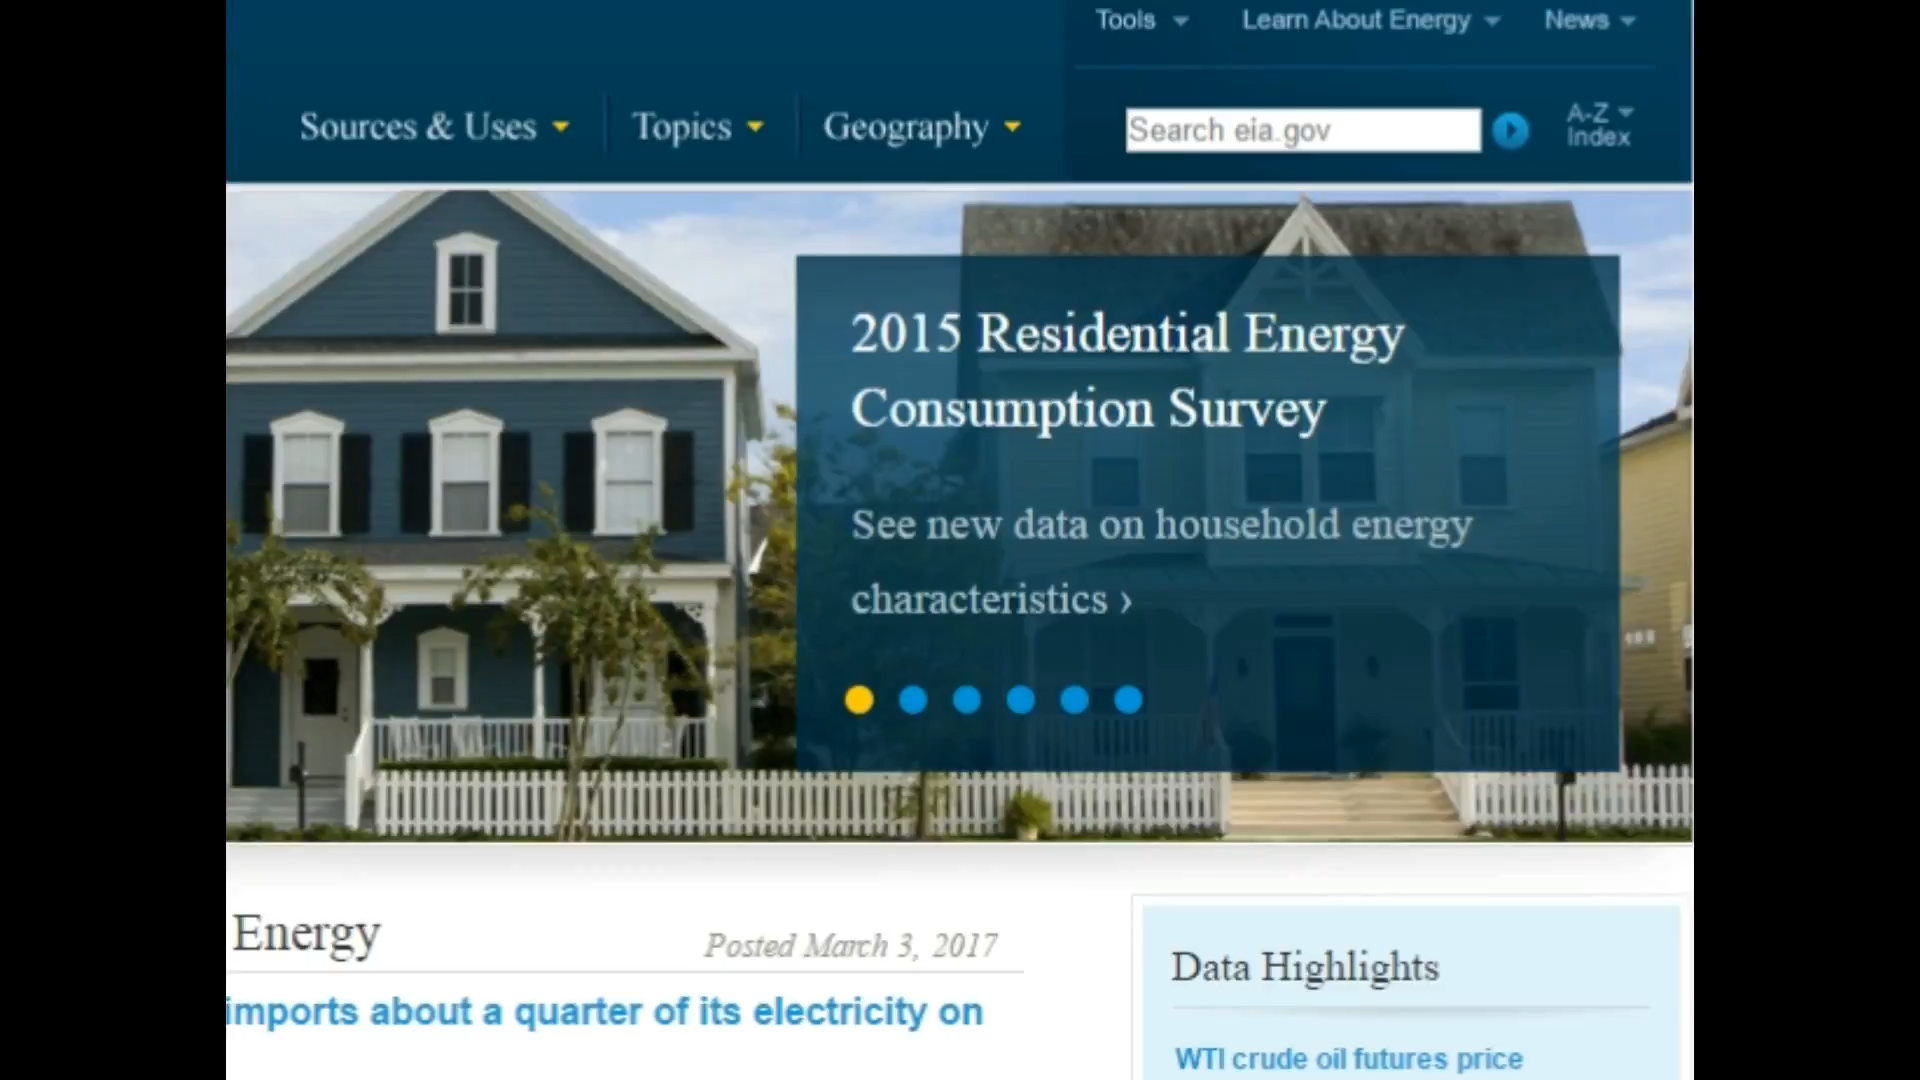 Tools Learn About Energy News
Sources & Uses Topics Geography Search eia.gov A-Z
Index
2015 Residential Energy
Consumption Survey
See new data on household energy
characteristics ›
Energy Posted March 3, 2017
imports about a quarter of its electricity on
Data Highlights
WTI crude oil futures price